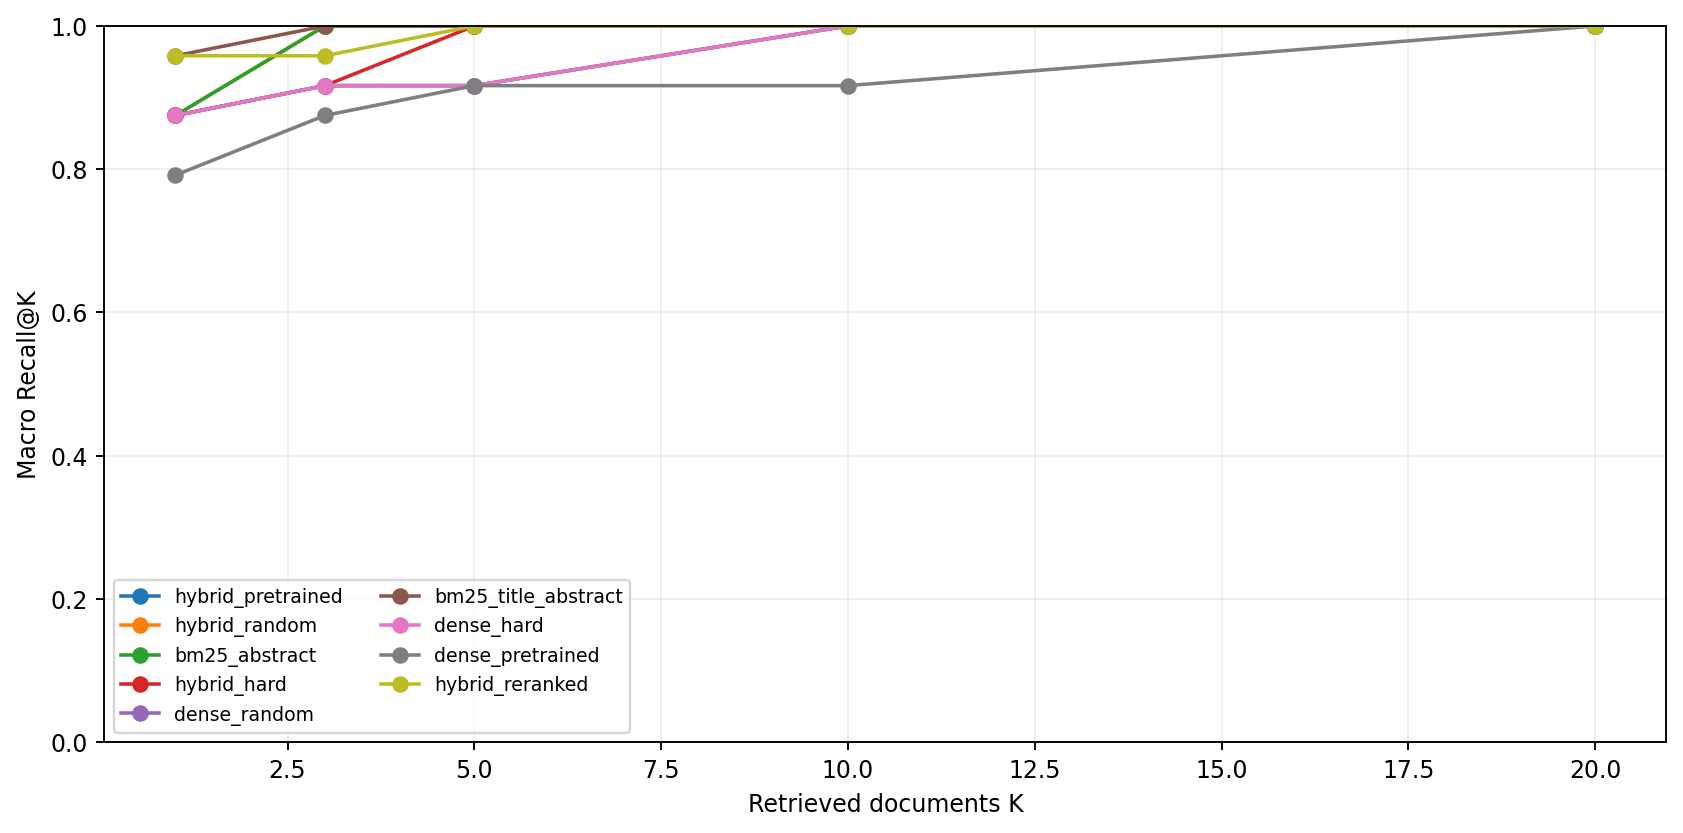 1.0
0.8
0.6
0.4
0.2
0.0
Macro Recall@K
hybrid_pretrained
hybrid_random
bm25_abstract
hybrid_hard
dense_random
bm25_title_abstract
dense_hard
dense_pretrained
hybrid_reranked
2.5 5.0 7.5 10.0 12.5 15.0 17.5 20.0
Retrieved documents K